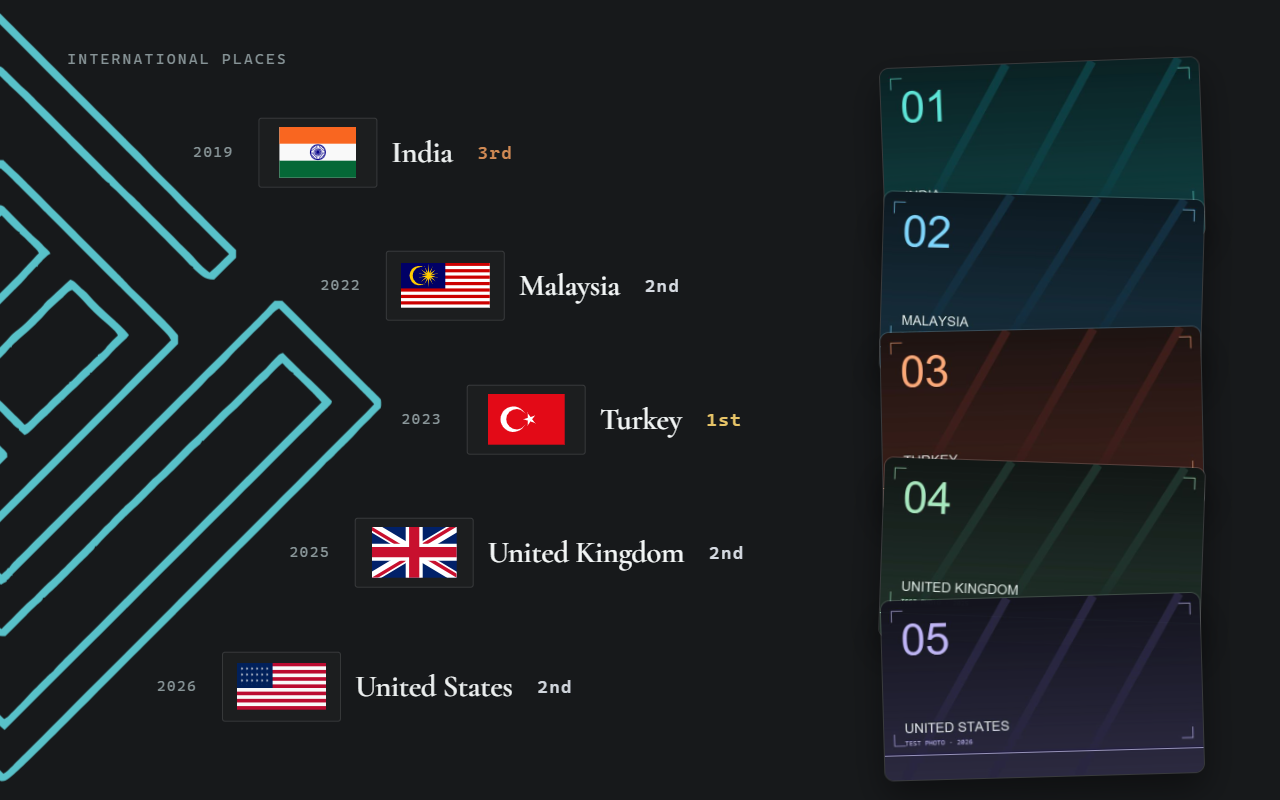 INTERNATIONAL PLACES
2019 India 3rd
2022 Malaysia 2nd
2023 Turkey 1st
2025 United Kingdom 2nd
2026 United States 2nd
01
02
MALAYSIA
03
TURKEY
04
UNITED KINGDOM
05
UNITED STATES
TEST PHOTO - 2026